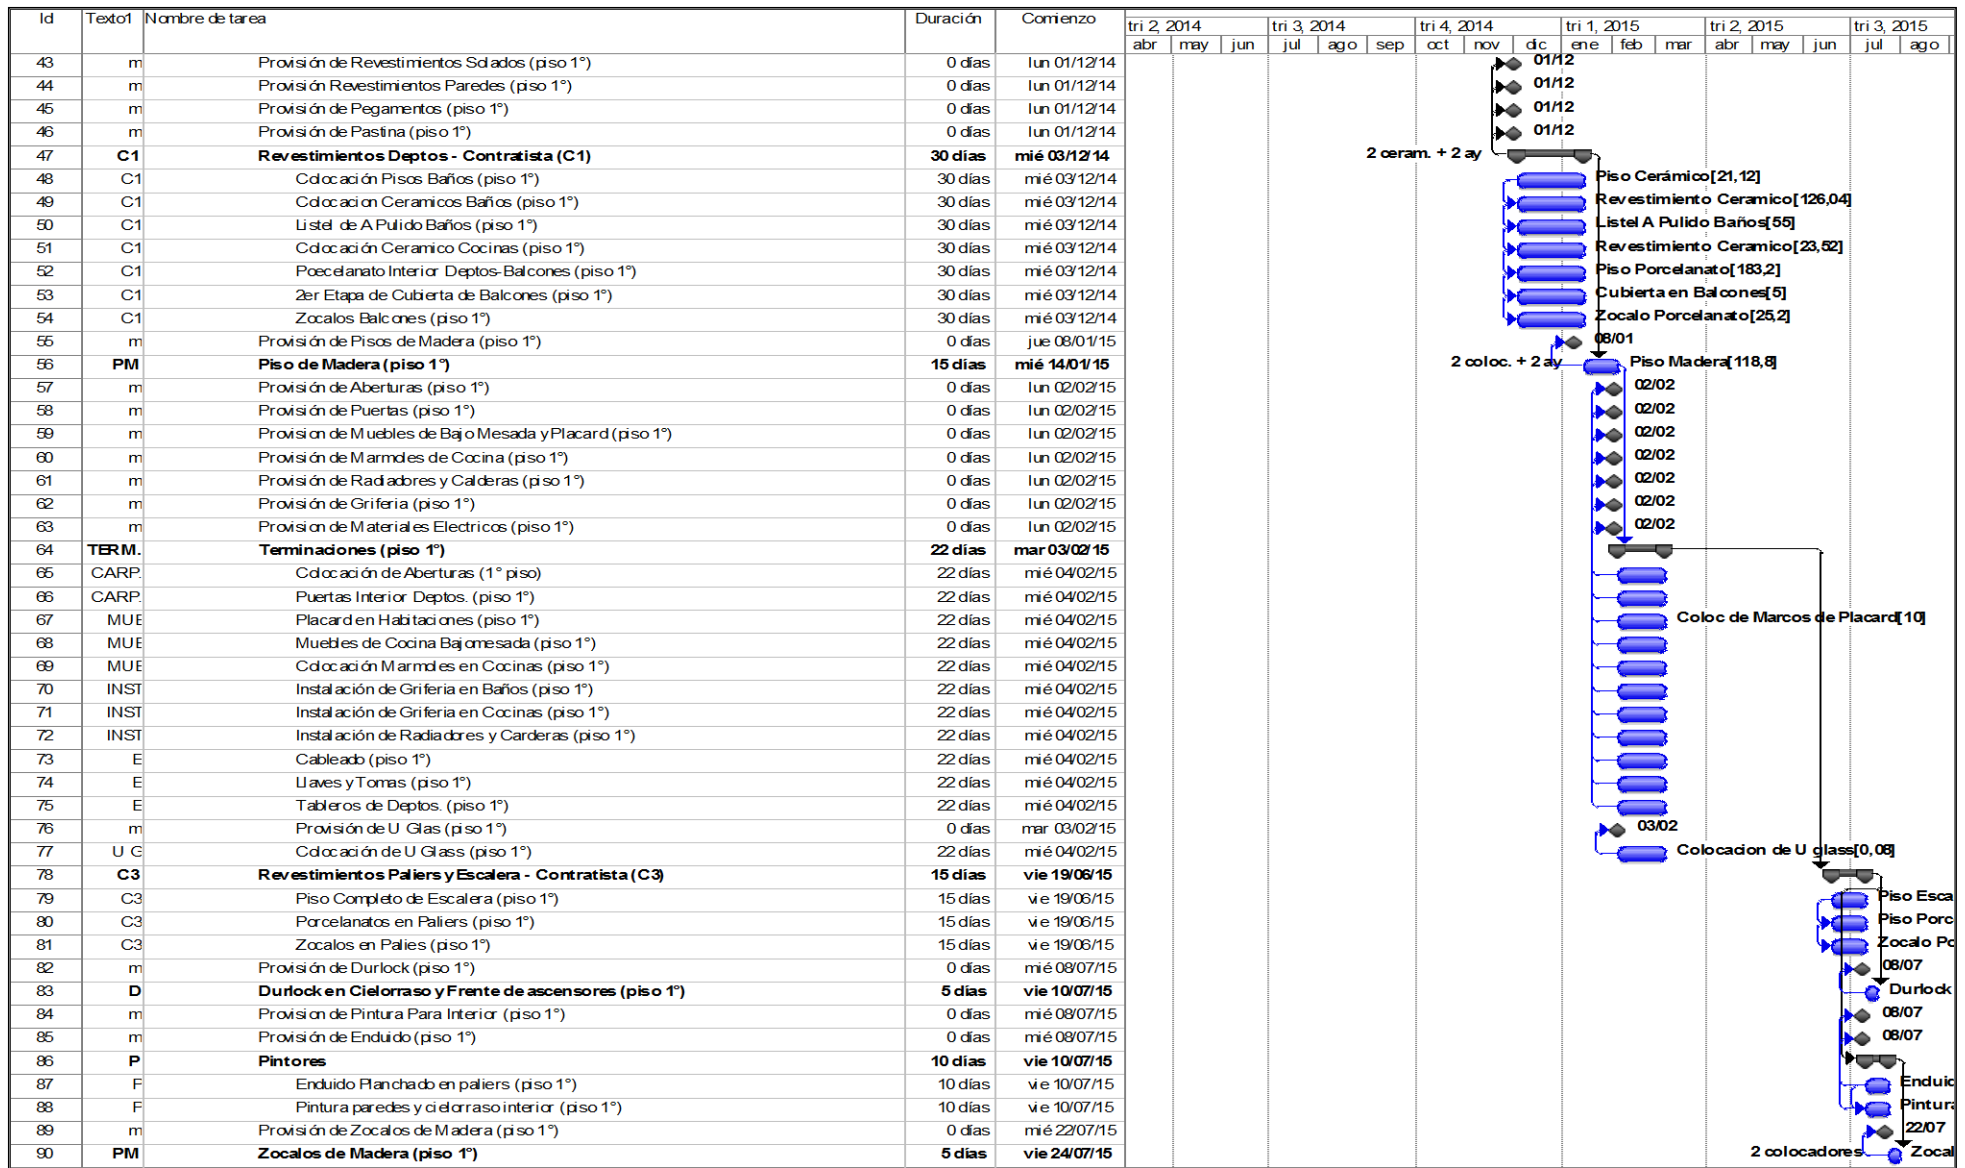 Id Texto1 Nombre de tarea Duración Comienzo
tri 2, 2014 tri 3, 2014 tri 4, 2014 tri 1, 2015 tri 2, 2015 tri 3, 2015
abr may jun jul ago sep oct nov dic ene feb mar abr may jun jul ago
43 m Provisión de Revestimientos Solados (piso 1°) 0 días lun 01/12/14 01/12
44 m Provisión Revestimientos Paredes (piso 1°) 0 días lun 01/12/14 01/12
45 m Provisión de Pegamentos (piso 1°) 0 días lun 01/12/14 01/12
46 m Provisión de Pastina (piso 1°) 0 días lun 01/12/14 01/12
47 C1 Revestimientos Deptos - Contratista (C1) 30 días mié 03/12/14 2 ceram. + 2 ay
48 C1 Colocación Pisos Baños (piso 1°) 30 días mié 03/12/14 Piso Cerámico[21,12]
49 C1 Colocacion Ceramicos Baños (piso 1°) 30 días mié 03/12/14 Revestimiento Ceramico[126,04]
50 C1 Listel de A Pulido Baños (piso 1°) 30 días mié 03/12/14 Listel A Pulido Baños[55]
51 C1 Colocación Ceramico Cocinas (piso 1°) 30 días mié 03/12/14 Revestimiento Ceramico[23,52]
52 C1 Poecelanato Interior Deptos-Balcones (piso 1°) 30 días mié 03/12/14 Piso Porcelanato[183,2]
53 C1 2er Etapa de Cubierta de Balcones (piso 1°) 30 días mié 03/12/14 Cubierta en Balcones[5]
54 C1 Zocalos Balcones (piso 1°) 30 días mié 03/12/14 Zocalo Porcelanato[25,2]
55 m Provisión de Pisos de Madera (piso 1°) 0 días jue 08/01/15 08/01
56 PM Piso de Madera (piso 1°) 15 días mié 14/01/15 2 coloc. + 2 ay Piso Madera[118,8]
57 m Provisión de Aberturas (piso 1°) 0 días lun 02/02/15 02/02
58 m Provisión de Puertas (piso 1°) 0 días lun 02/02/15 02/02
59 m Provision de Muebles de Bajo Mesada y Placard (piso 1°) 0 días lun 02/02/15 02/02
60 m Provisión de Marmoles de Cocina (piso 1°) 0 días lun 02/02/15 02/02
61 m Provisión de Radiadores y Calderas (piso 1°) 0 días lun 02/02/15 02/02
62 m Provisión de Griferia (piso 1°) 0 días lun 02/02/15 02/02
63 m Provision de Materiales Electricos (piso 1°) 0 días lun 02/02/15 02/02
64 TERM. Terminaciones (piso 1°) 22 días mar 03/02/15
65 CARP. Colocación de Aberturas (1° piso) 22 días mié 04/02/15
66 CARP. Puertas Interior Deptos. (piso 1°) 22 días mié 04/02/15
67 MUE Placard en Habitaciones (piso 1°) 22 días mié 04/02/15 Coloc de Marcos de Placard[10]
68 MUE Muebles de Cocina Bajomesada (piso 1°) 22 días mié 04/02/15
69 MUE Colocación Marmoles en Cocinas (piso 1°) 22 días mié 04/02/15
70 INST Instalación de Griferia en Baños (piso 1°) 22 días mié 04/02/15
71 INST Instalación de Griferia en Cocinas (piso 1°) 22 días mié 04/02/15
72 INST Instalación de Radiadores y Carderas (piso 1°) 22 días mié 04/02/15
73 E Cableado (piso 1°) 22 días mié 04/02/15
74 E Llaves y Tomas (piso 1°) 22 días mié 04/02/15
75 E Tableros de Deptos. (piso 1°) 22 días mié 04/02/15
76 m Provisión de U Glas (piso 1°) 0 días mar 03/02/15 03/02
77 U G Colocación de U Glass (piso 1°) 22 días mié 04/02/15 Colocacion de U glass[0,08]
78 C3 Revestimientos Paliers y Escalera - Contratista (C3) 15 días vie 19/06/15
79 C3 Piso Completo de Escalera (piso 1°) 15 días vie 19/06/15 Piso Esca
80 C3 Porcelanatos en Paliers (piso 1°) 15 días vie 19/06/15 Piso Porc
81 C3 Zocalos en Palies (piso 1°) 15 días vie 19/06/15 Zocalo Po
82 m Provisión de Durlock (piso 1°) 0 días mié 08/07/15 08/07
83 D Durlock en Cielorraso y Frente de ascensores (piso 1°) 5 días vie 10/07/15 Durlock
84 m Provision de Pintura Para Interior (piso 1°) 0 días mié 08/07/15 08/07
85 m Provisión de Enduido (piso 1°) 0 días mié 08/07/15 08/07
86 P Pintores 10 días vie 10/07/15
87 F Enduido Planchado en paliers (piso 1°) 10 días vie 10/07/15 Enduid
88 F Pintura paredes y cielorraso interior (piso 1°) 10 días vie 10/07/15 Pintura
89 m Provisión de Zocalos de Madera (piso 1°) 0 días mié 22/07/15 22/07
90 PM Zocalos de Madera (piso 1°) 5 días vie 24/07/15 2 colocadores Zocal